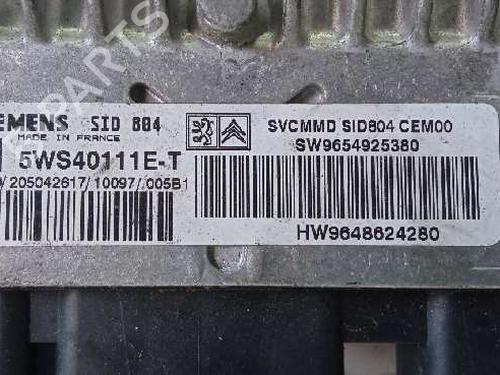 EMENS SID 804
MADE IN FRANCE
5WS40111E-T
/205042617/10097/.005B1
SVCMMD SID804 CEM00
SW9654925380
HW9648624280